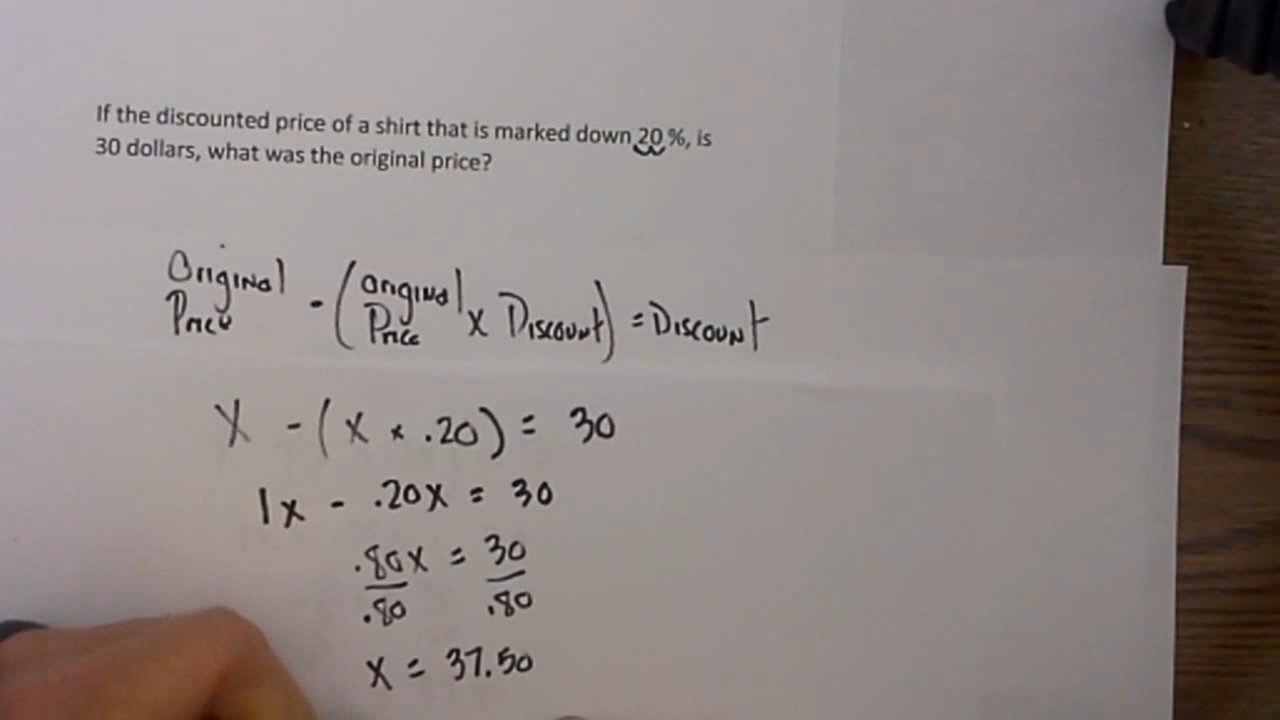 If the discounted price of a shirt that is marked down 20%, is
30 dollars, what was the original price?
Original Price - (Original Price x Discount) = Discount
X - (X x .20) = 30
1x - .20x = 30
.80x = 30
.80 .80
x = 37.50